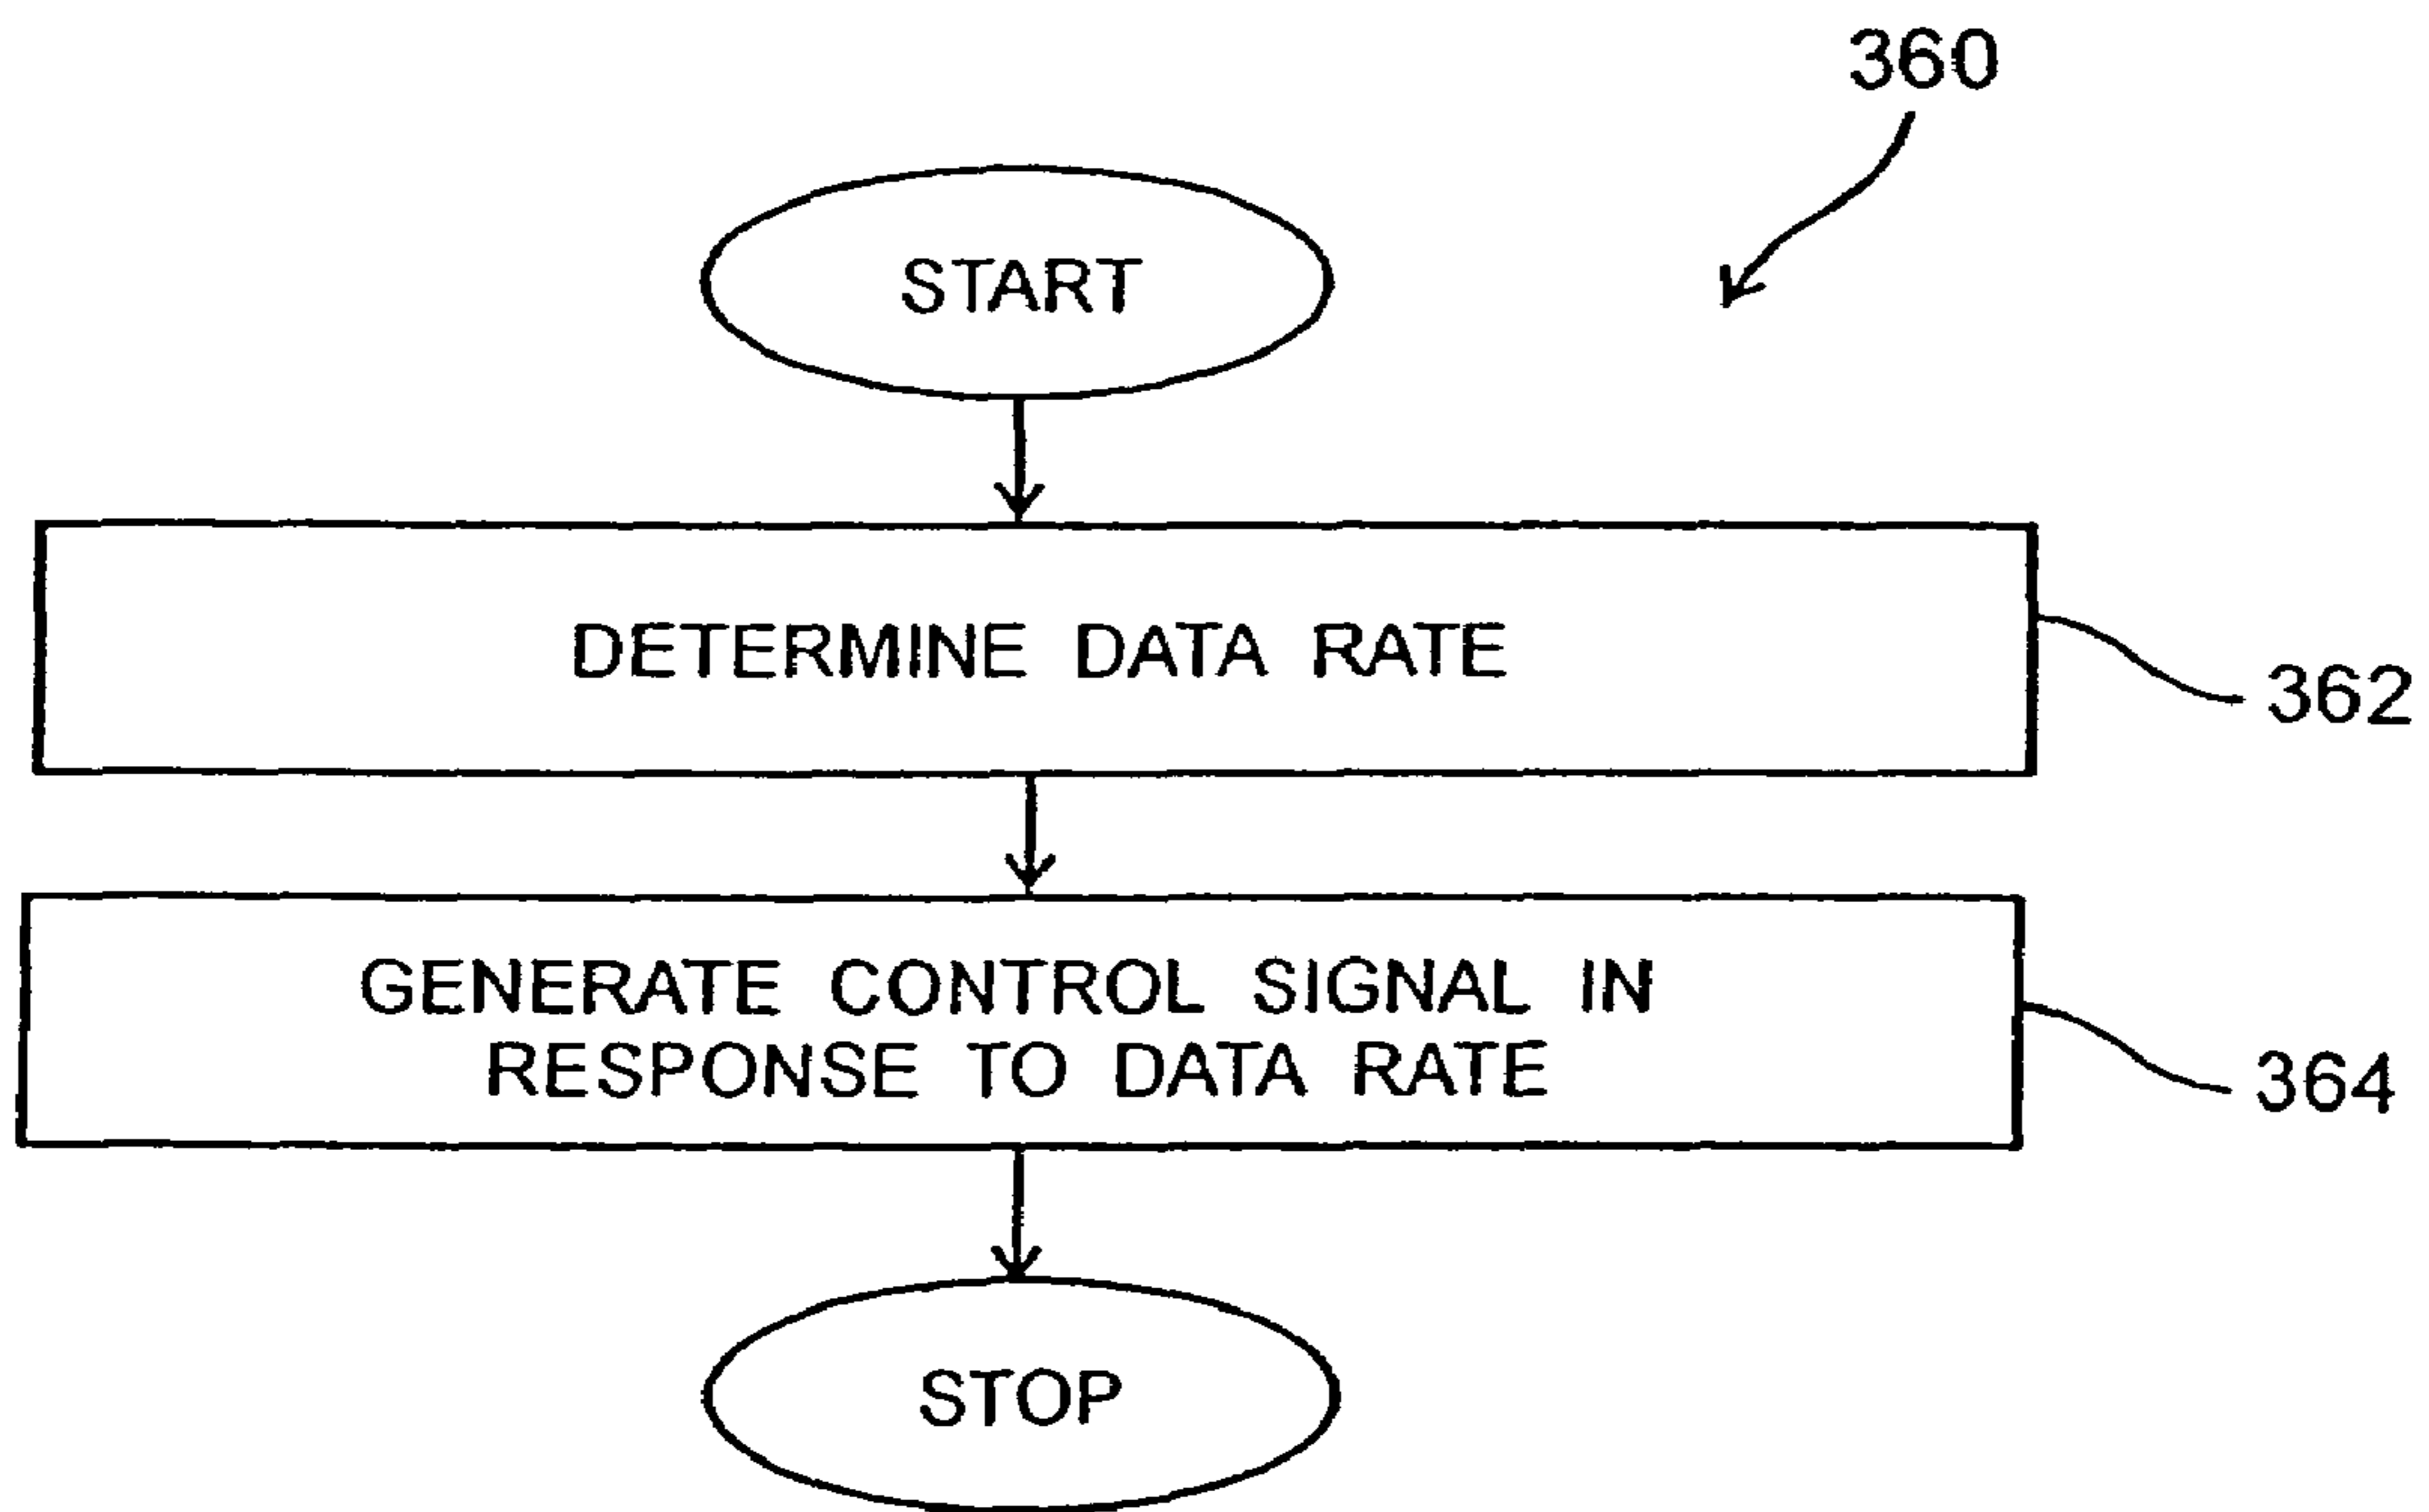 360
START
DETERMINE DATA RATE
362
GENERATE CONTROL SIGNAL IN
RESPONSE TO DATA RATE
364
STOP